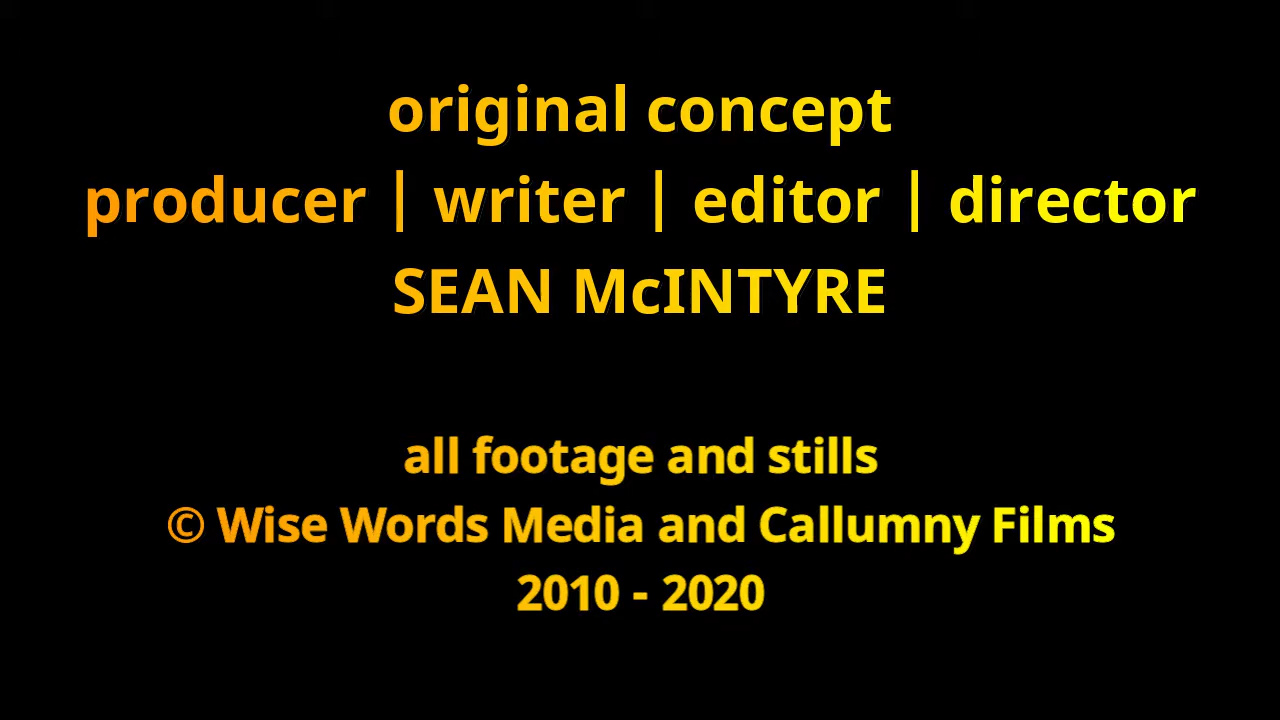 original concept
producer | writer | editor | director
SEAN McINTYRE
all footage and stills
© Wise Words Media and Callumny Films
2010 - 2020